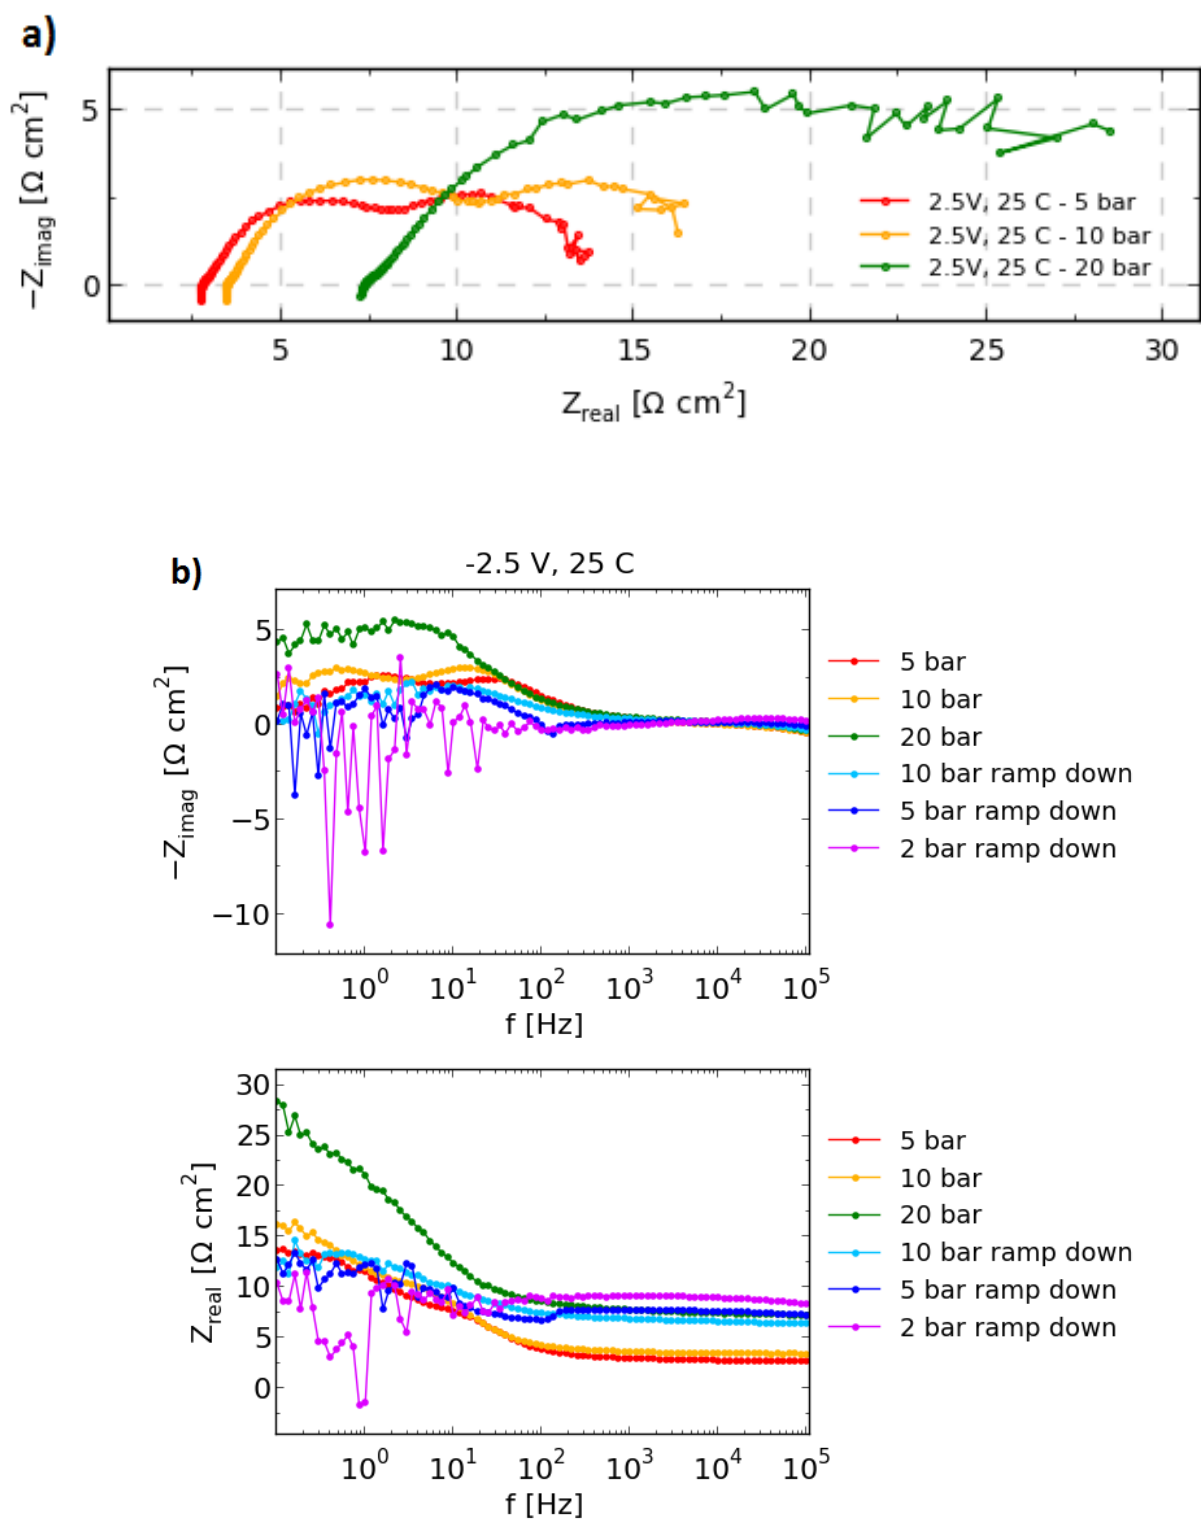 a)
−Z_imag [Ω cm²]
5
0
2.5V, 25 C - 5 bar
2.5V, 25 C - 10 bar
2.5V, 25 C - 20 bar
5 10 15 20 25 30
Z_real [Ω cm²]
b)
-2.5 V, 25 C
−Z_imag [Ω cm²]
5
0
−5
−10
5 bar
10 bar
20 bar
10 bar ramp down
5 bar ramp down
2 bar ramp down
10⁰ 10¹ 10² 10³ 10⁴ 10⁵
f [Hz]
Z_real [Ω cm²]
30
25
20
15
10
5
0
5 bar
10 bar
20 bar
10 bar ramp down
5 bar ramp down
2 bar ramp down
10⁰ 10¹ 10² 10³ 10⁴ 10⁵
f [Hz]